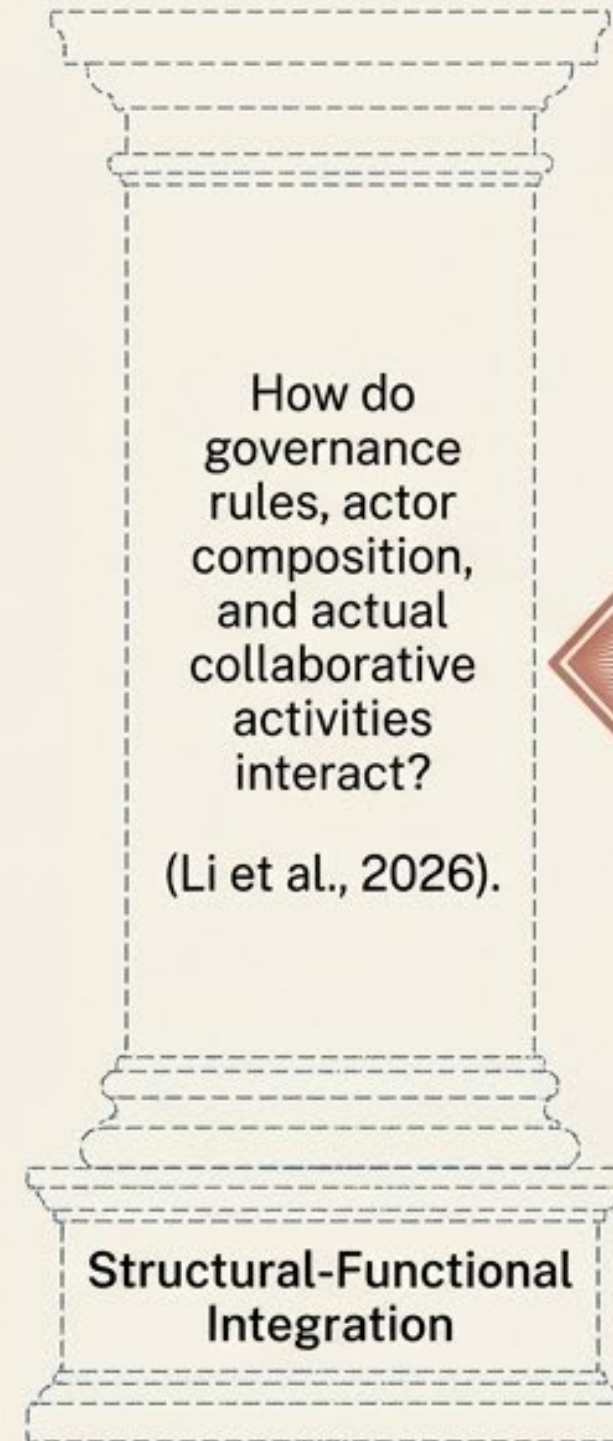 How do
governance
rules, actor
composition,
and actual
collaborative
activities
interact?
(Li et al., 2026).
Structural-Functional
Integration